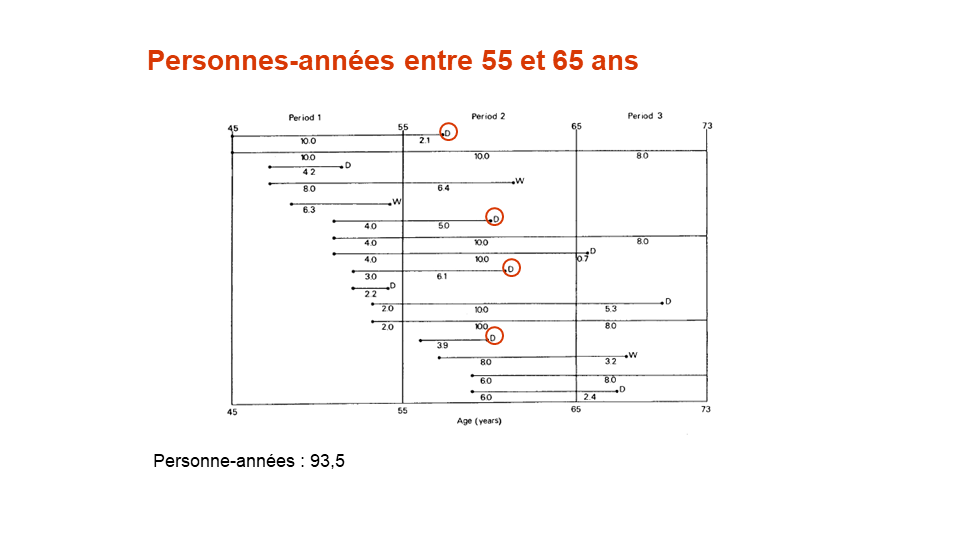 Personnes-années entre 55 et 65 ans
Period 1 Period 2 Period 3
45 55 65 73
D
10.0 2.1
10.0 10.0 8.0
D
4.2
W
8.0 6.4
W
6.3
D
4.0 5.0
4.0 10.0 8.0
D
4.0 10.0 0.7
D
3.0 6.1
D
2.2
D
2.0 10.0 5.3
2.0 10.0 8.0
D
3.9
W
8.0 3.2
6.0 8.0
D
6.0 2.4
45 55 65 73
Age (years)
Personne-années : 93,5